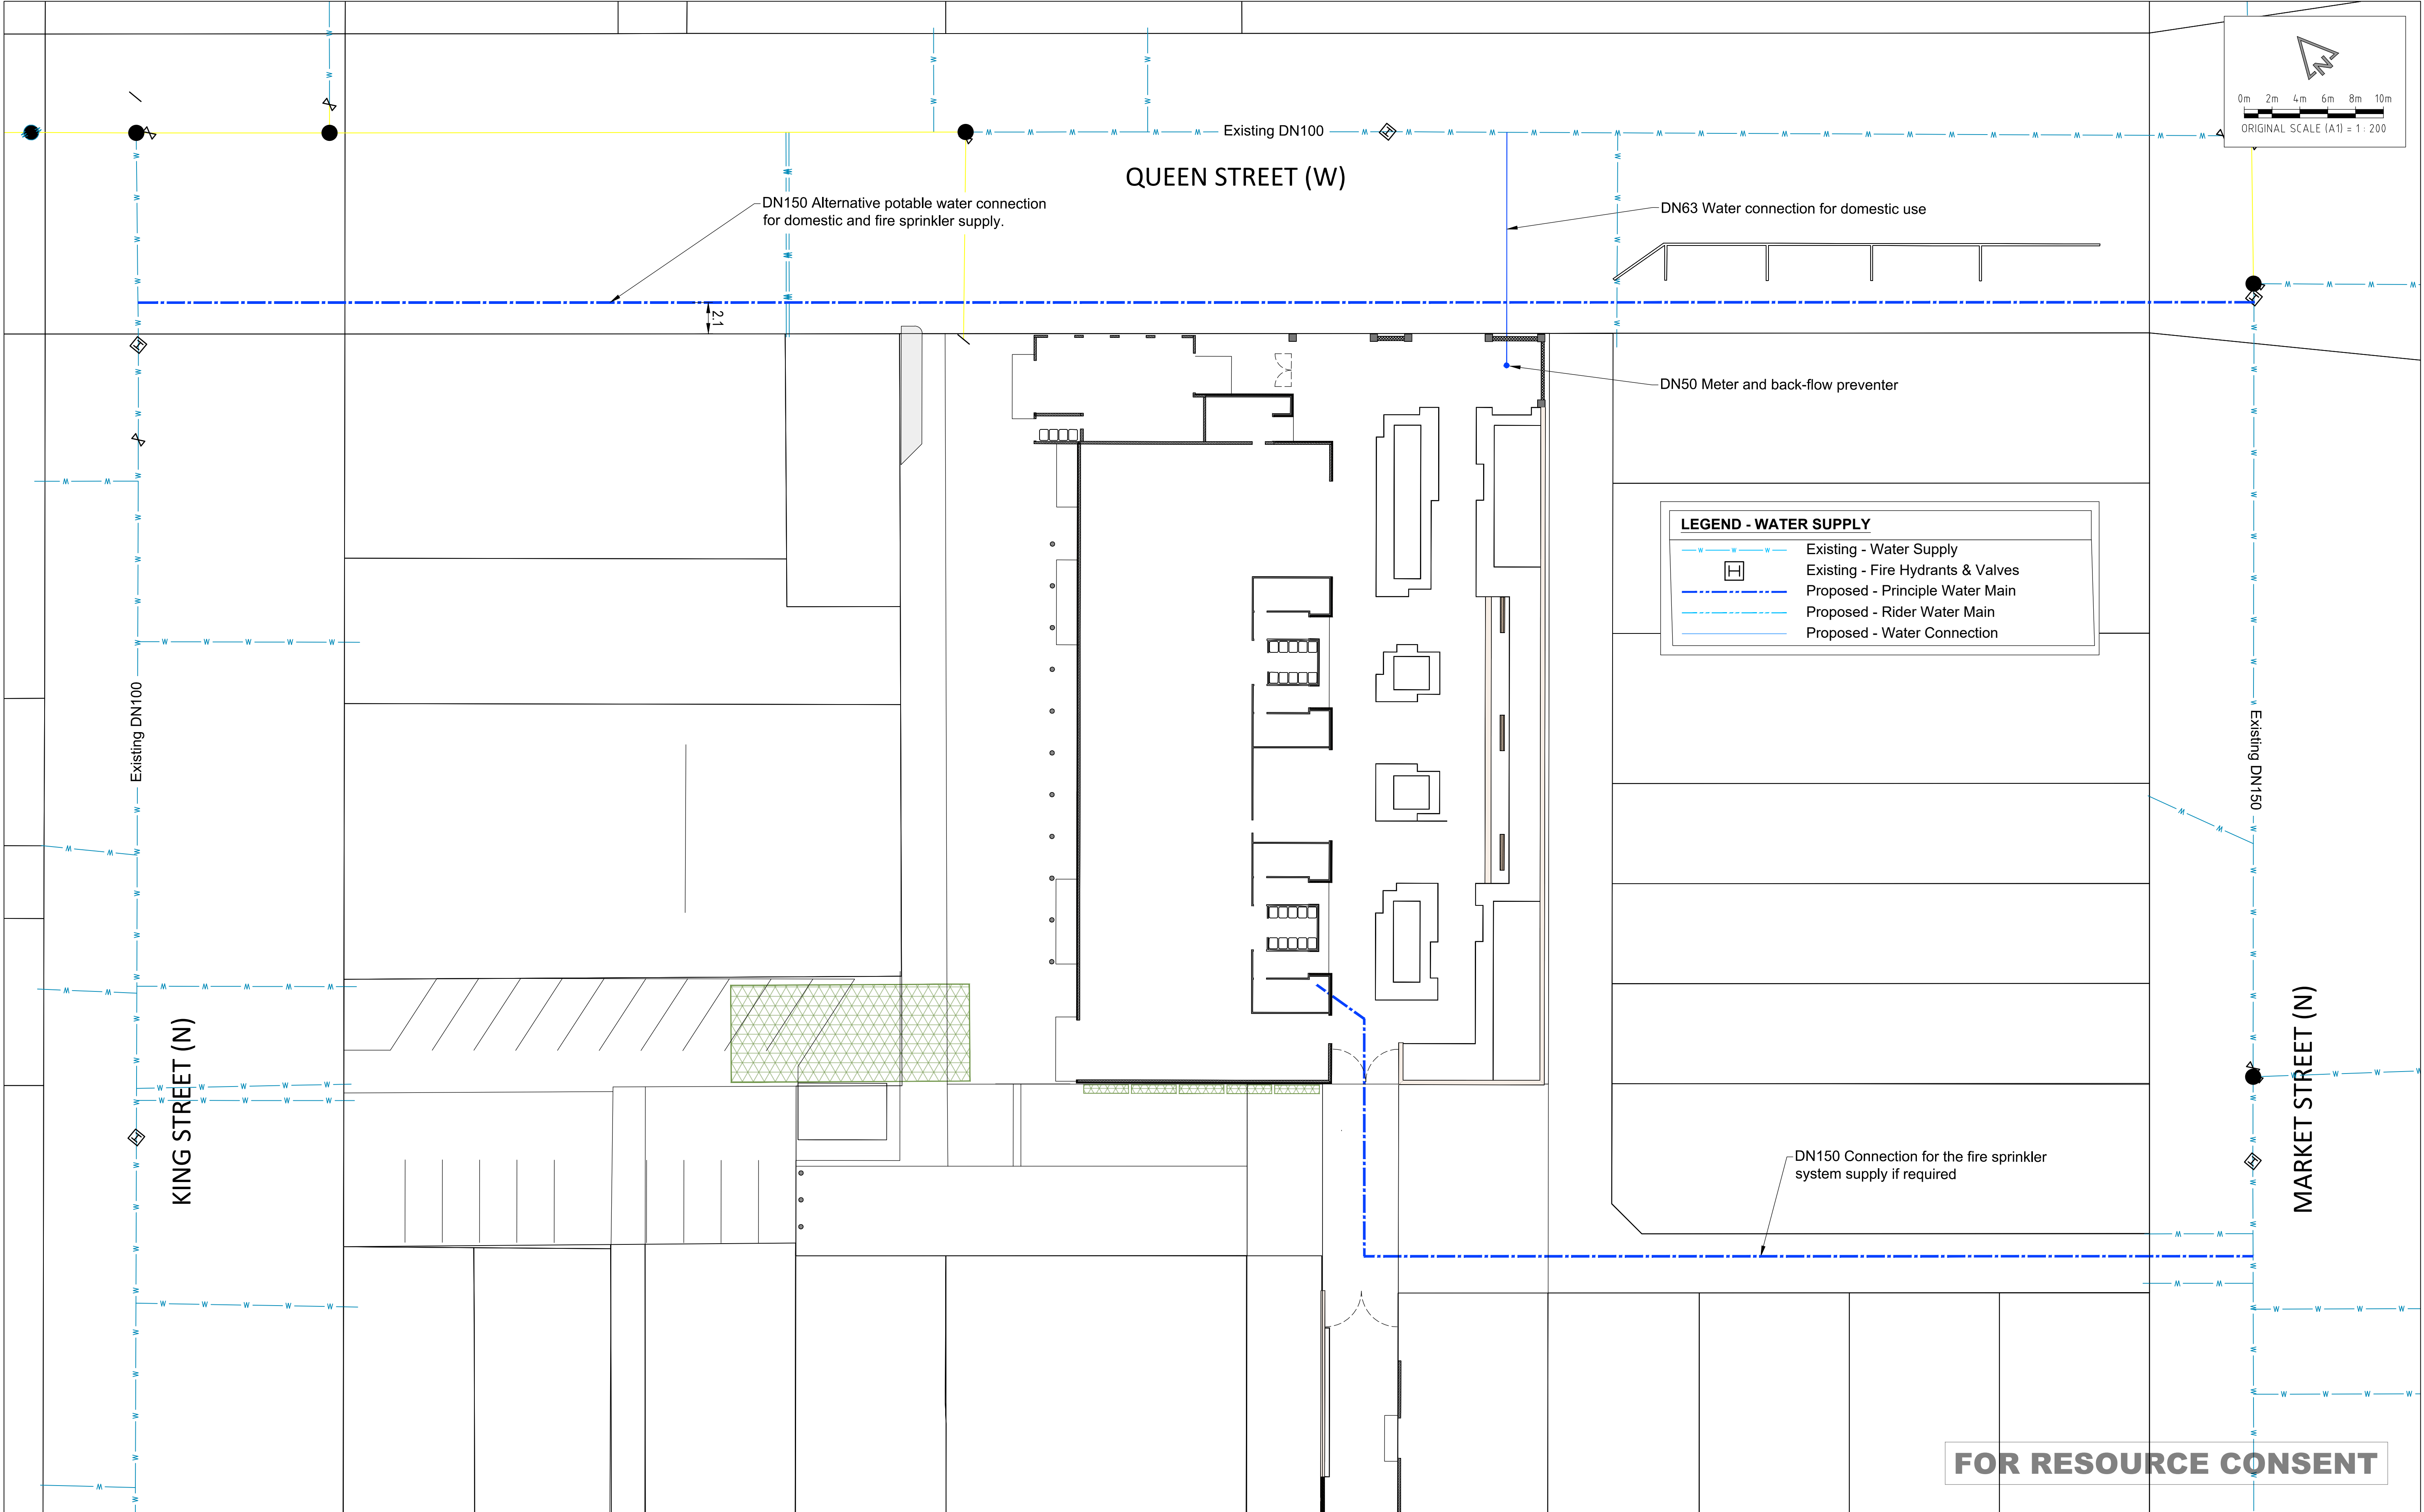 N
0m 2m 4m 6m 8m 10m
ORIGINAL SCALE (A1) = 1 : 200
Existing DN100
QUEEN STREET (W)
DN150 Alternative potable water connection
for domestic and fire sprinkler supply.
DN63 Water connection for domestic use
2.1
DN50 Meter and back-flow preventer
LEGEND - WATER SUPPLY
W W W Existing - Water Supply
H Existing - Fire Hydrants & Valves
Proposed - Principle Water Main
Proposed - Rider Water Main
Proposed - Water Connection
Existing DN100
Existing DN150
KING STREET (N)
MARKET STREET (N)
DN150 Connection for the fire sprinkler
system supply if required
FOR RESOURCE CONSENT